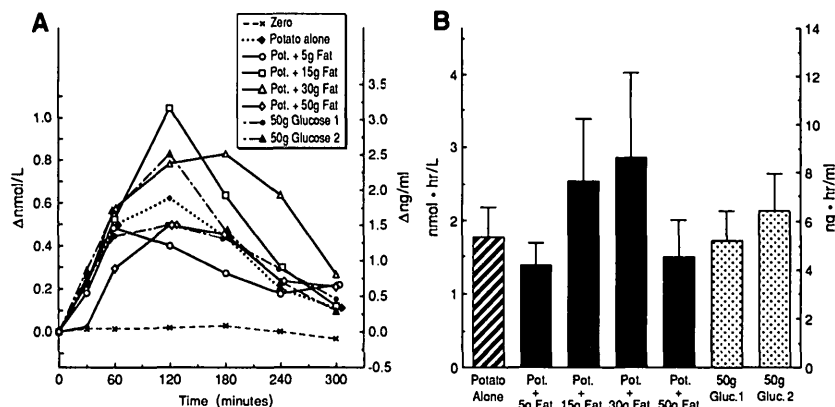 A
Zero
Potato alone
Pot. + 5g Fat
Pot. + 15g Fat
Pot. + 30g Fat
Pot. + 50g Fat
50g Glucose 1
50g Glucose 2
Δnmol/L
1.0
0.8
0.6
0.4
0.2
0.0
3.5
3.0
2.5
2.0
1.5
1.0
0.5
0.0
-0.5
Δng/ml
0 60 120 180 240 300
Time (minutes)
B
nmol • hr/L
4
3
2
1
0
14
12
10
8
6
4
2
0
ng • hr/ml
Potato Alone
Pot. + 5g Fat
Pot. + 15g Fat
Pot. + 30g Fat
Pot. + 50g Fat
50g Gluc. 1
50g Gluc. 2